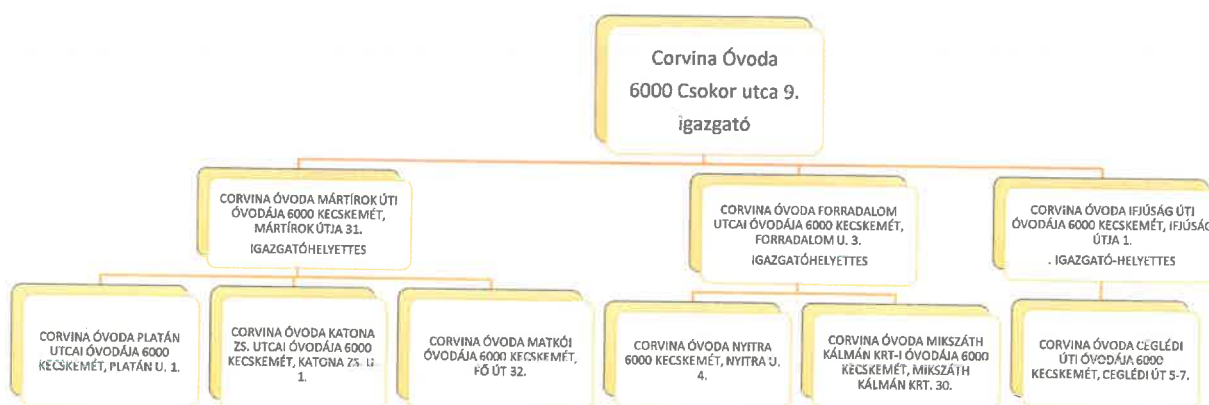 Corvina Óvoda
6000 Csokor utca 9.
igazgató
CORVINA ÓVODA MÁRTÍROK ÚTI
ÓVODÁJA 6000 KECSKEMÉT,
MÁRTÍROK ÚTJA 31.
IGAZGATÓHELYETTES
CORVINA ÓVODA FORRADALOM
UTCAI ÓVODÁJA 6000 KECSKEMÉT,
FORRADALOM U. 3.
IGAZGATÓHELYETTES
CORVINA ÓVODA IFJÚSÁG ÚTI
ÓVODÁJA 6000 KECSKEMÉT, IFJÚSÁG
ÚTJA 1.
. IGAZGATÓ-HELYETTES
CORVINA ÓVODA PLATÁN
UTCAI ÓVODÁJA 6000
KECSKEMÉT, PLATÁN U. 1.
CORVINA ÓVODA KATONA
ZS. UTCAI ÓVODÁJA 6000
KECSKEMÉT, KATONA ZS. U
1.
CORVINA ÓVODA MATKÓI
ÓVODÁJA 6000 KECSKEMÉT,
FŐ ÚT 32.
CORVINA ÓVODA NYITRA
6000 KECSKEMÉT, NYITRA U.
4.
CORVINA ÓVODA MIKSZÁTH
KÁLMÁN KRT-I ÓVODÁJA 6000
KECSKEMÉT, MIKSZÁTH
KÁLMÁN KRT. 30.
CORVINA ÓVODA CEGLÉDI
ÚTI ÓVODÁJA 6000
KECSKEMÉT, CEGLÉDI ÚT 5-7.